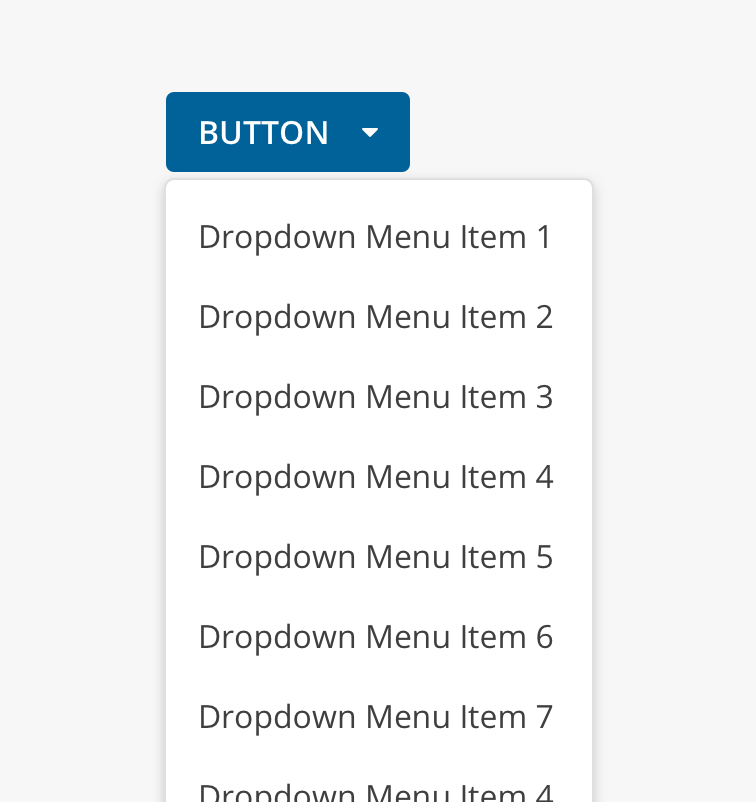 BUTTON
Dropdown Menu Item 1
Dropdown Menu Item 2
Dropdown Menu Item 3
Dropdown Menu Item 4
Dropdown Menu Item 5
Dropdown Menu Item 6
Dropdown Menu Item 7
Dropdown Menu Item 4